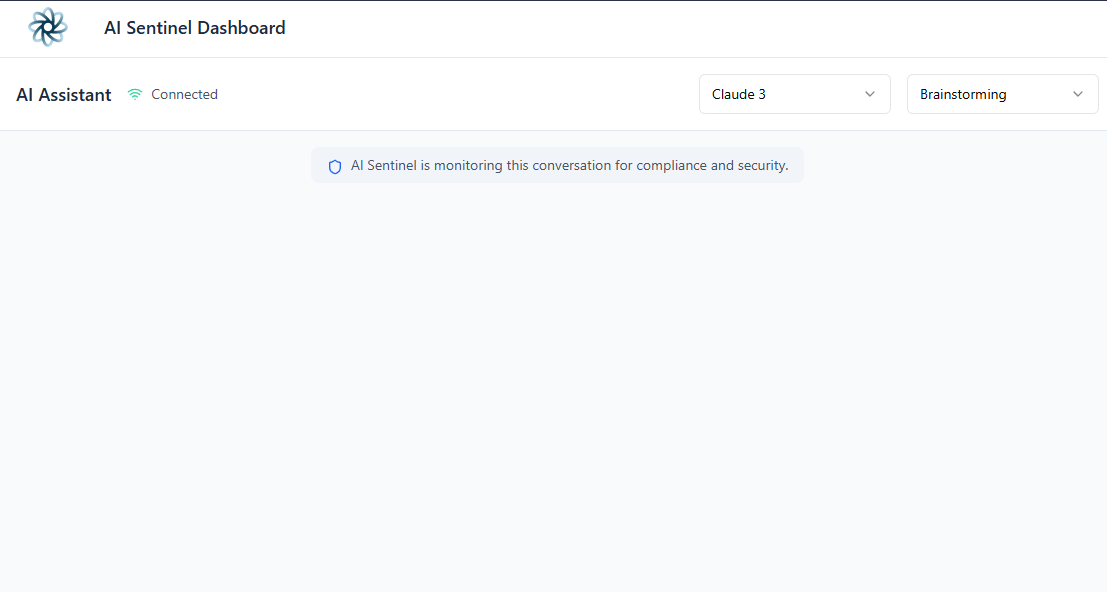 AI Sentinel Dashboard
AI Assistant Connected Claude 3 Brainstorming
AI Sentinel is monitoring this conversation for compliance and security.